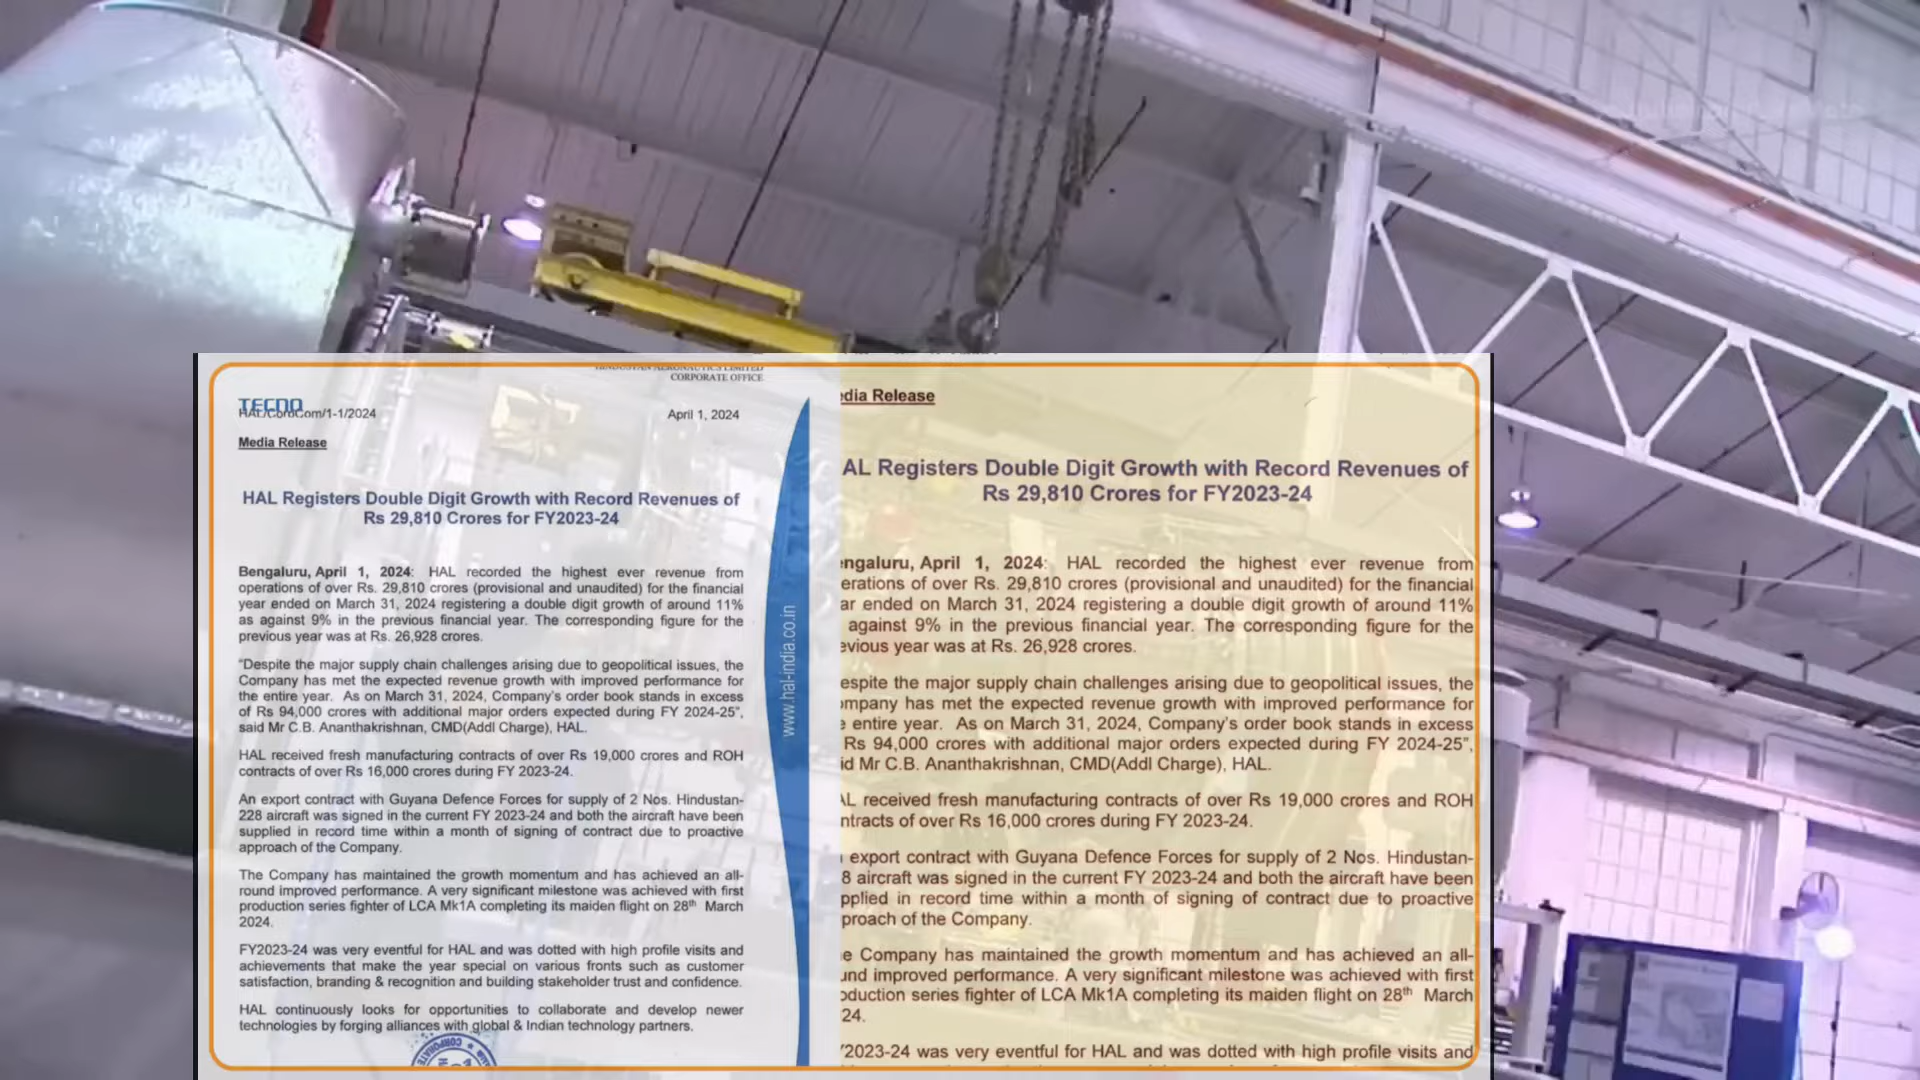 HINDUSTAN AERONAUTICS LIMITED
CORPORATE OFFICE
TECNO
HAL/CorpCom/1-1/2024
April 1, 2024
Media Release
HAL Registers Double Digit Growth with Record Revenues of
Rs 29,810 Crores for FY2023-24
Bengaluru, April 1, 2024: HAL recorded the highest ever revenue from
operations of over Rs. 29,810 crores (provisional and unaudited) for the financial
year ended on March 31, 2024 registering a double digit growth of around 11%
as against 9% in the previous financial year. The corresponding figure for the
previous year was at Rs. 26,928 crores.
"Despite the major supply chain challenges arising due to geopolitical issues, the
Company has met the expected revenue growth with improved performance for
the entire year. As on March 31, 2024, Company's order book stands in excess
of Rs 94,000 crores with additional major orders expected during FY 2024-25",
said Mr C.B. Ananthakrishnan, CMD(Addl Charge), HAL.
HAL received fresh manufacturing contracts of over Rs 19,000 crores and ROH
contracts of over Rs 16,000 crores during FY 2023-24.
An export contract with Guyana Defence Forces for supply of 2 Nos. Hindustan-
228 aircraft was signed in the current FY 2023-24 and both the aircraft have been
supplied in record time within a month of signing of contract due to proactive
approach of the Company.
The Company has maintained the growth momentum and has achieved an all-
round improved performance. A very significant milestone was achieved with first
production series fighter of LCA Mk1A completing its maiden flight on 28th March
2024.
FY2023-24 was very eventful for HAL and was dotted with high profile visits and
achievements that make the year special on various fronts such as customer
satisfaction, branding & recognition and building stakeholder trust and confidence.
HAL continuously looks for opportunities to collaborate and develop newer
technologies by forging alliances with global & Indian technology partners.
CORPORATE
www.hal-india.co.in
edia Release
AL Registers Double Digit Growth with Record Revenues of
Rs 29,810 Crores for FY2023-24
engaluru, April 1, 2024: HAL recorded the highest ever revenue from
erations of over Rs. 29,810 crores (provisional and unaudited) for the financial
ar ended on March 31, 2024 registering a double digit growth of around 11%
against 9% in the previous financial year. The corresponding figure for the
evious year was at Rs. 26,928 crores.
espite the major supply chain challenges arising due to geopolitical issues, the
ompany has met the expected revenue growth with improved performance for
e entire year. As on March 31, 2024, Company's order book stands in excess
Rs 94,000 crores with additional major orders expected during FY 2024-25",
id Mr C.B. Ananthakrishnan, CMD(Addl Charge), HAL.
AL received fresh manufacturing contracts of over Rs 19,000 crores and ROH
ntracts of over Rs 16,000 crores during FY 2023-24.
export contract with Guyana Defence Forces for supply of 2 Nos. Hindustan-
8 aircraft was signed in the current FY 2023-24 and both the aircraft have been
pplied in record time within a month of signing of contract due to proactive
proach of the Company.
e Company has maintained the growth momentum and has achieved an all-
und improved performance. A very significant milestone was achieved with first
oduction series fighter of LCA Mk1A completing its maiden flight on 28th March
24.
2023-24 was very eventful for HAL and was dotted with high profile visits and